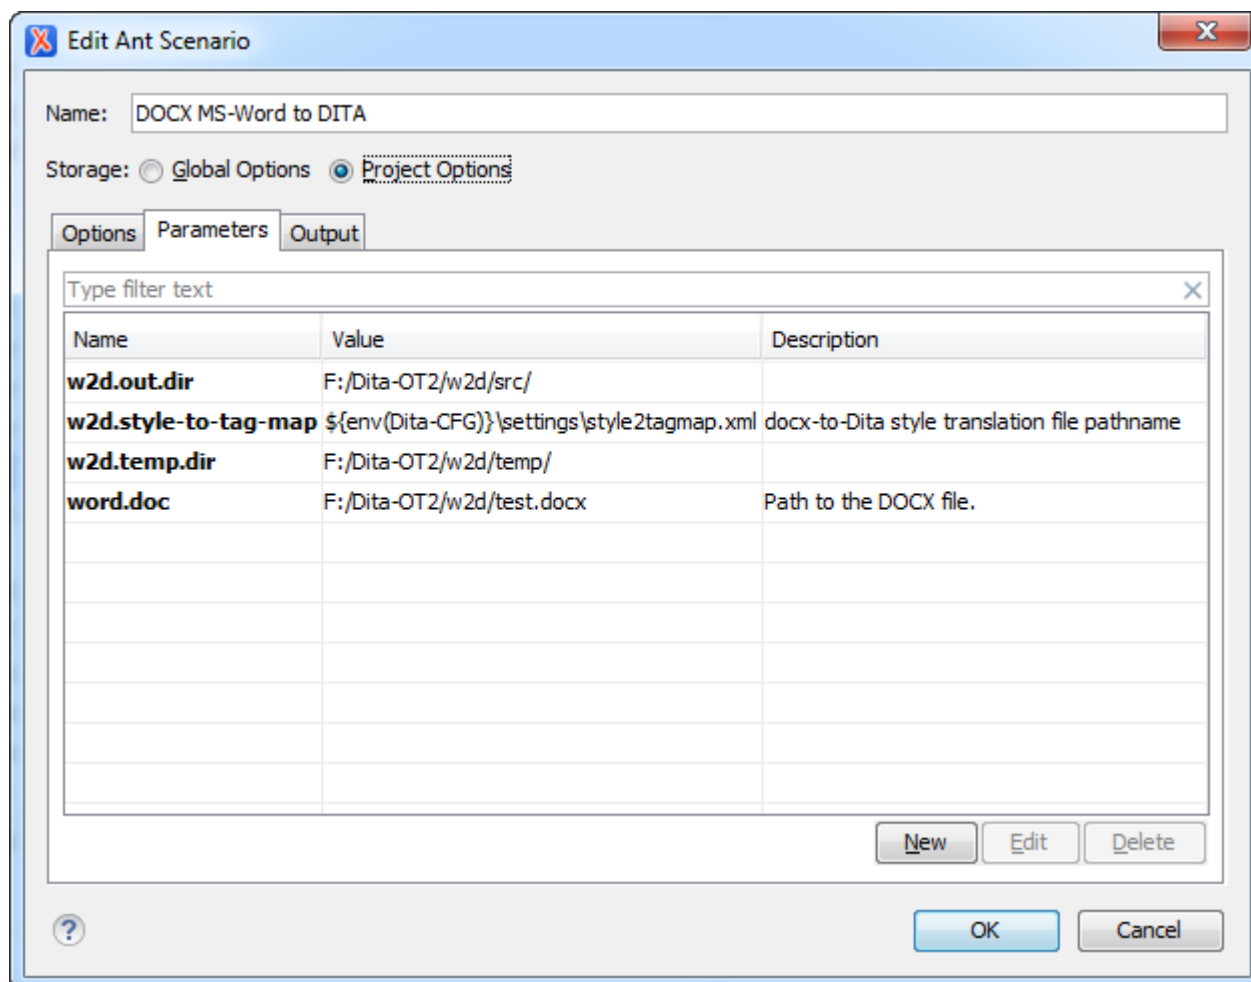 Edit Ant Scenario
Name: DOCX MS-Word to DITA
Storage: Global Options Project Options
Options Parameters Output
Type filter text
Name Value Description
w2d.out.dir F:/Dita-OT2/w2d/src/
w2d.style-to-tag-map ${env(Dita-CFG)}\settings\style2tagmap.xml docx-to-Dita style translation file pathname
w2d.temp.dir F:/Dita-OT2/w2d/temp/
word.doc F:/Dita-OT2/w2d/test.docx Path to the DOCX file.
New Edit Delete
? OK Cancel